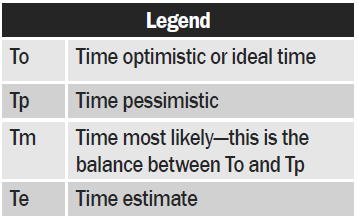 Legend
To Time optimistic or ideal time
Tp Time pessimistic
Tm Time most likely—this is the
balance between To and Tp
Te Time estimate